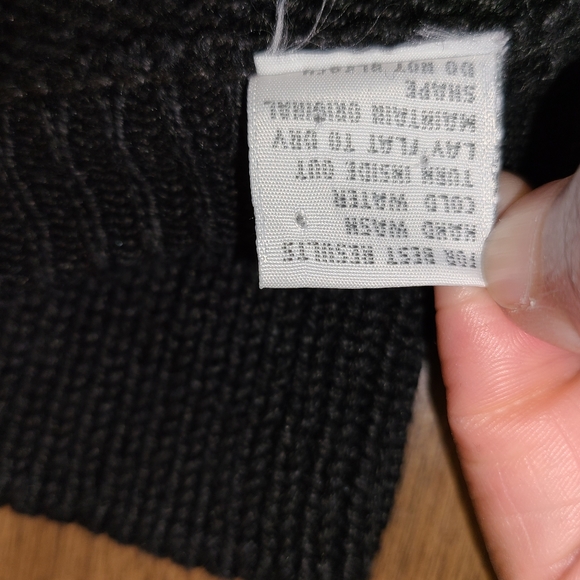 FOR BEST RESULTS
HAND WASH
COLD WATER
TURN INSIDE OUT
LAY FLAT TO DRY
MAINTAIN ORIGINAL
SHAPE
DO NOT BLEACH